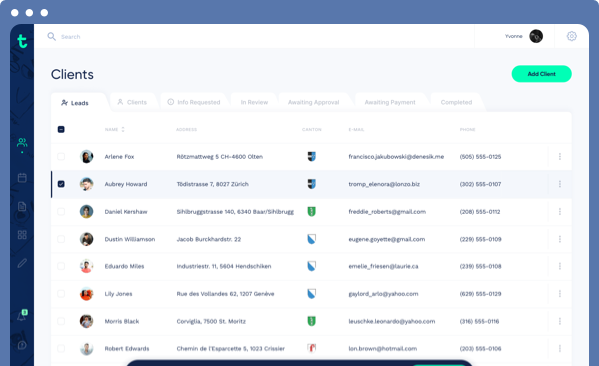 t
Search
Yvonne
Clients
Add Client
Leads
Clients
Info Requested
In Review
Awaiting Approval
Awaiting Payment
Completed
NAME ADDRESS CANTON E-MAIL PHONE
Arlene Fox Rötzmattweg 5 CH-4600 Olten francisco.jakubowski@denesik.me (505) 555-0125
Aubrey Howard Tödistrasse 7, 8027 Zürich tromp_elenora@lonzo.biz (302) 555-0107
Daniel Kershaw Sihlbruggstrasse 140, 6340 Baar/Sihlbrugg freddie_roberts@gmail.com (208) 555-0112
Dustin Williamson Jacob Burckhardstr. 22 eugene.goyette@gmail.com (229) 555-0109
Eduardo Miles Industriestr. 11, 5604 Hendschiken emelie_friesen@laurie.ca (239) 555-0108
Lily Jones Rue des Vollandes 62, 1207 Genève gaylord_arlo@yahoo.com (629) 555-0129
Morris Black Corviglia, 7500 St. Moritz leuschke.leonardo@yahoo.com (316) 555-0116
Robert Edwards Chemin de l'Esparcette 5, 1023 Crissier lon.brown@hotmail.com (203) 555-0106